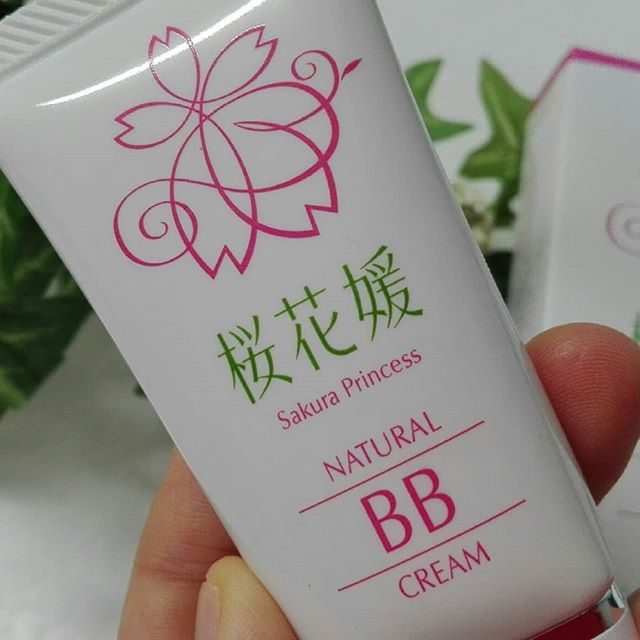 桜花媛
Sakura Princess
NATURAL
BB
CREAM